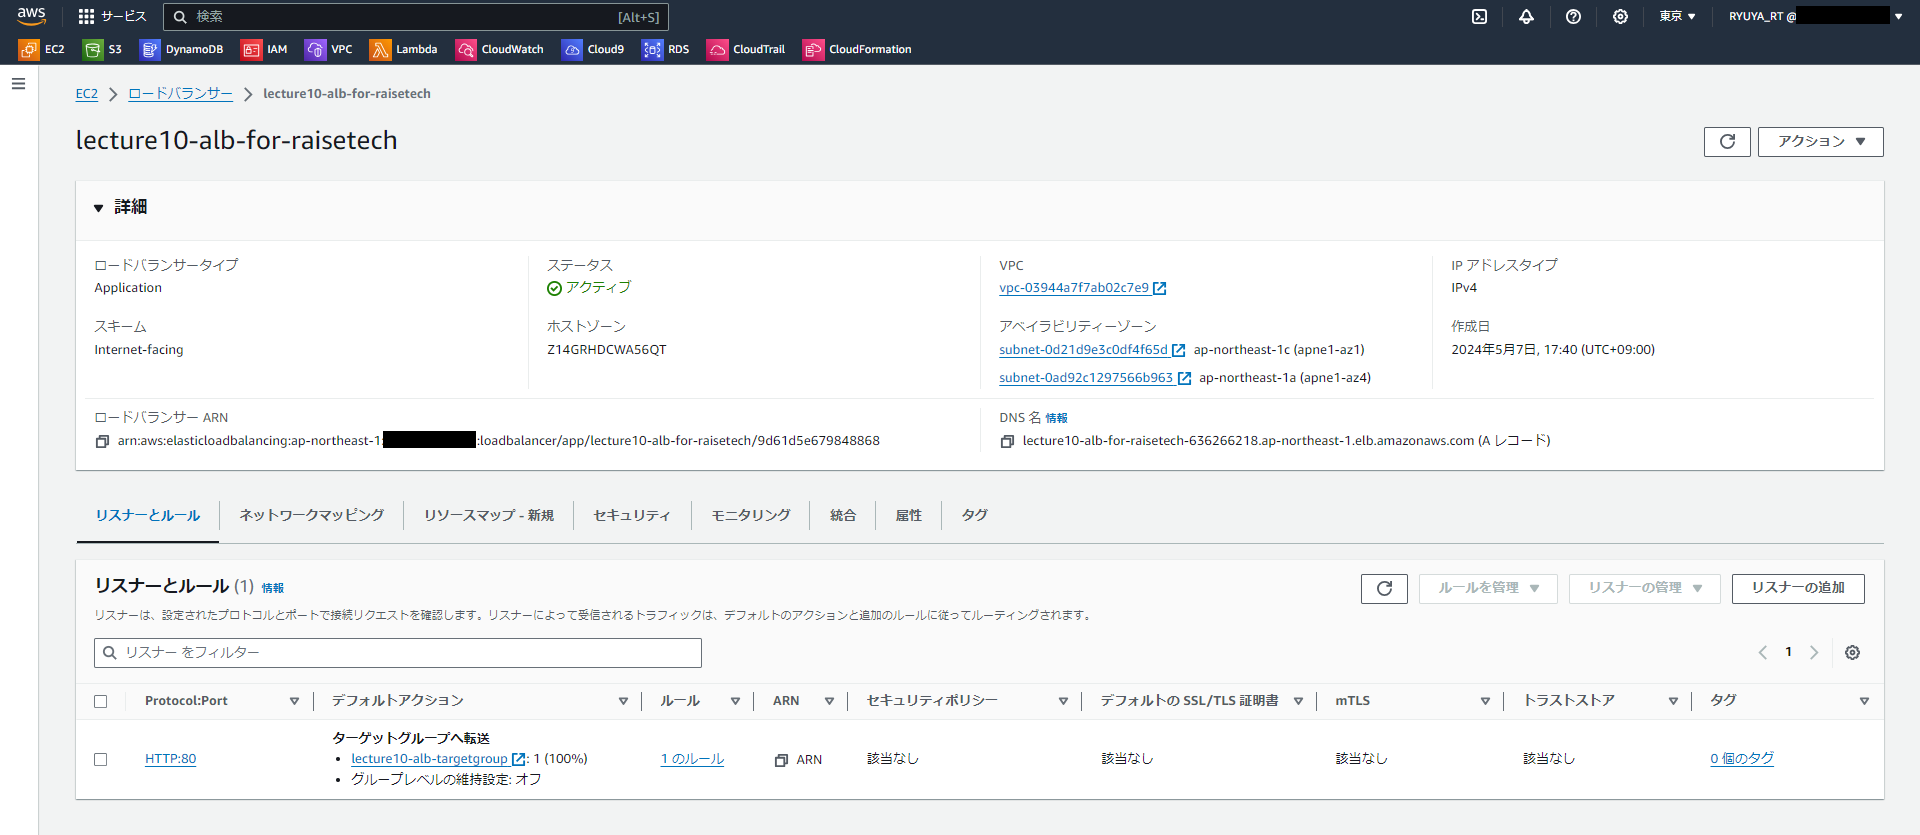 aws
サービス
検索
[Alt+S]
東京
RYUYA_RT @
EC2
S3
DynamoDB
IAM
VPC
Lambda
CloudWatch
Cloud9
RDS
CloudTrail
CloudFormation
EC2
ロードバランサー
lecture10-alb-for-raisetech
lecture10-alb-for-raisetech
アクション
詳細
ロードバランサータイプ
Application
ステータス
アクティブ
VPC
vpc-03944a7f7ab02c7e9
IP アドレスタイプ
IPv4
スキーム
Internet-facing
ホストゾーン
Z14GRHDCWA56QT
アベイラビリティーゾーン
subnet-0d21d9e3c0df4f65d ap-northeast-1c (apne1-az1)
subnet-0ad92c1297566b963 ap-northeast-1a (apne1-az4)
作成日
2024年5月7日, 17:40 (UTC+09:00)
ロードバランサー ARN
arn:aws:elasticloadbalancing:ap-northeast-1: :loadbalancer/app/lecture10-alb-for-raisetech/9d61d5e679848868
DNS 名 情報
lecture10-alb-for-raisetech-636266218.ap-northeast-1.elb.amazonaws.com (A レコード)
リスナーとルール
ネットワークマッピング
リソースマップ - 新規
セキュリティ
モニタリング
統合
属性
タグ
リスナーとルール (1) 情報
ルールを管理
リスナーの管理
リスナーの追加
リスナーは、設定されたプロトコルとポートで接続リクエストを確認します。リスナーによって受信されるトラフィックは、デフォルトのアクションと追加のルールに従ってルーティングされます。
リスナー をフィルター
1
Protocol:Port
デフォルトアクション
ルール
ARN
セキュリティポリシー
デフォルトの SSL/TLS 証明書
mTLS
トラストストア
タグ
HTTP:80
ターゲットグループへ転送
• lecture10-alb-targetgroup : 1 (100%)
• グループレベルの維持設定: オフ
1 のルール
ARN
該当なし
該当なし
該当なし
該当なし
0 個のタグ